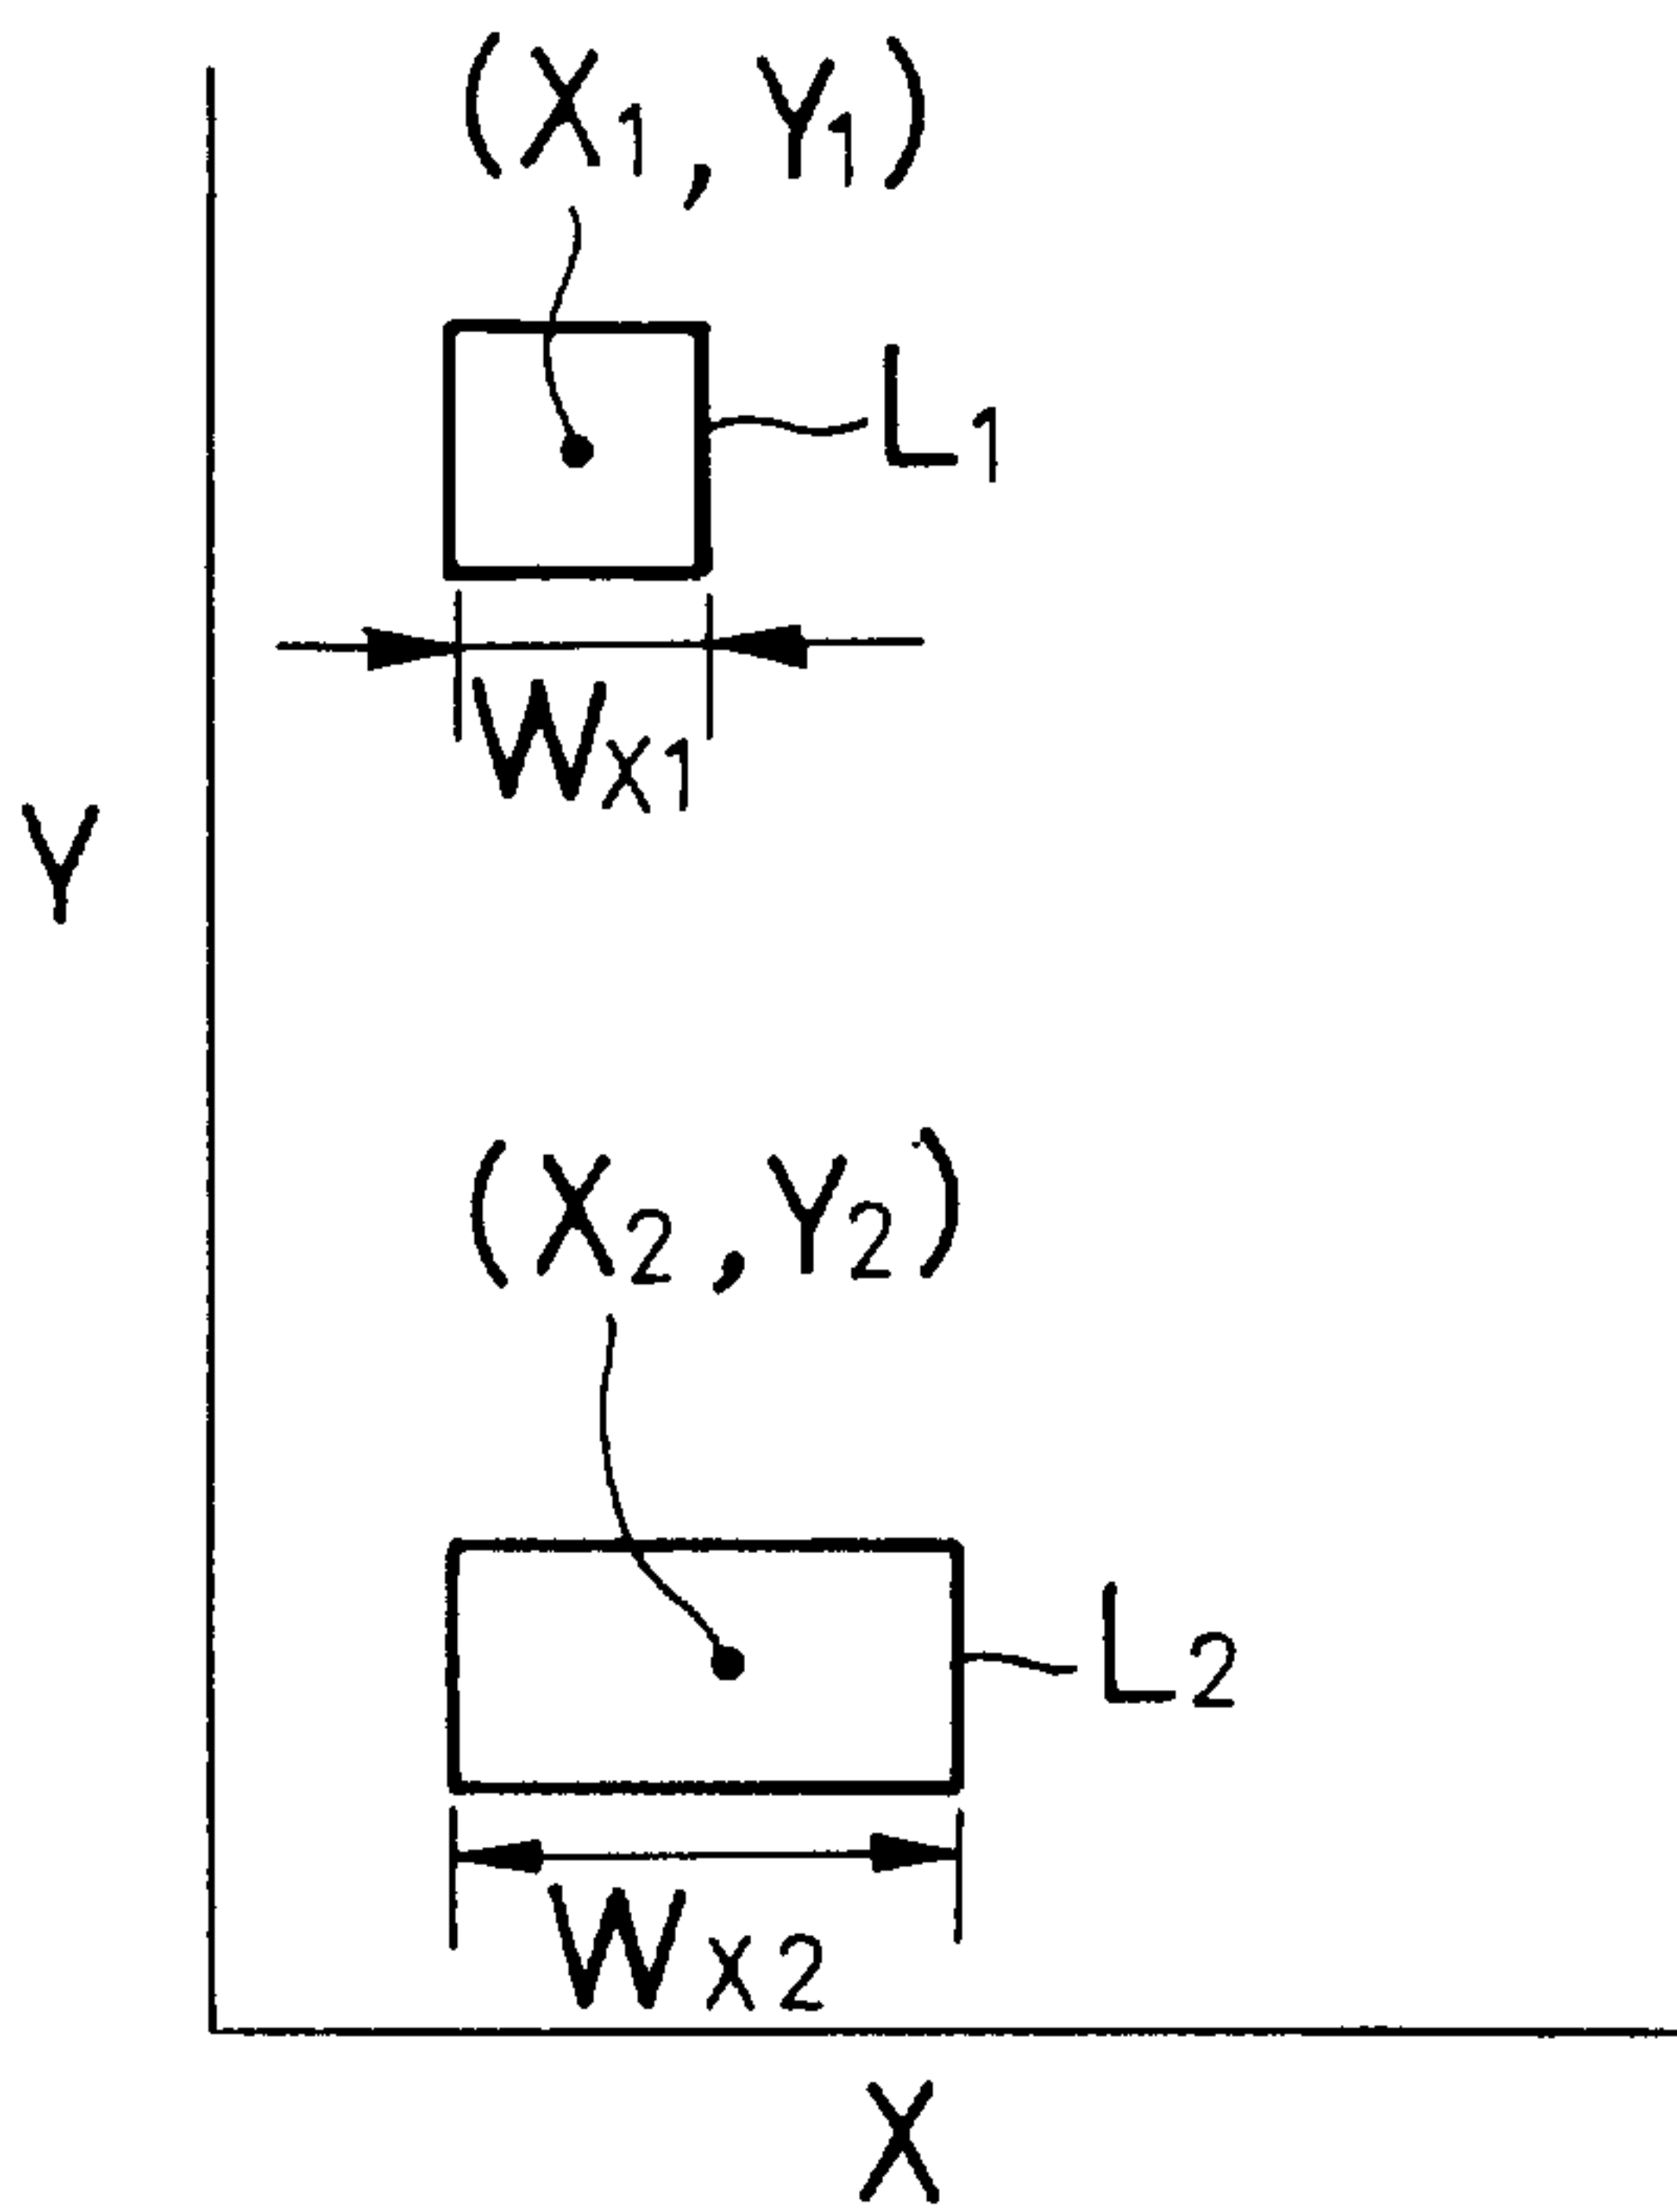 (X₁, Y₁)
L₁
Wₓ₁
Y
(X₂, Y₂)
L₂
Wₓ₂
X